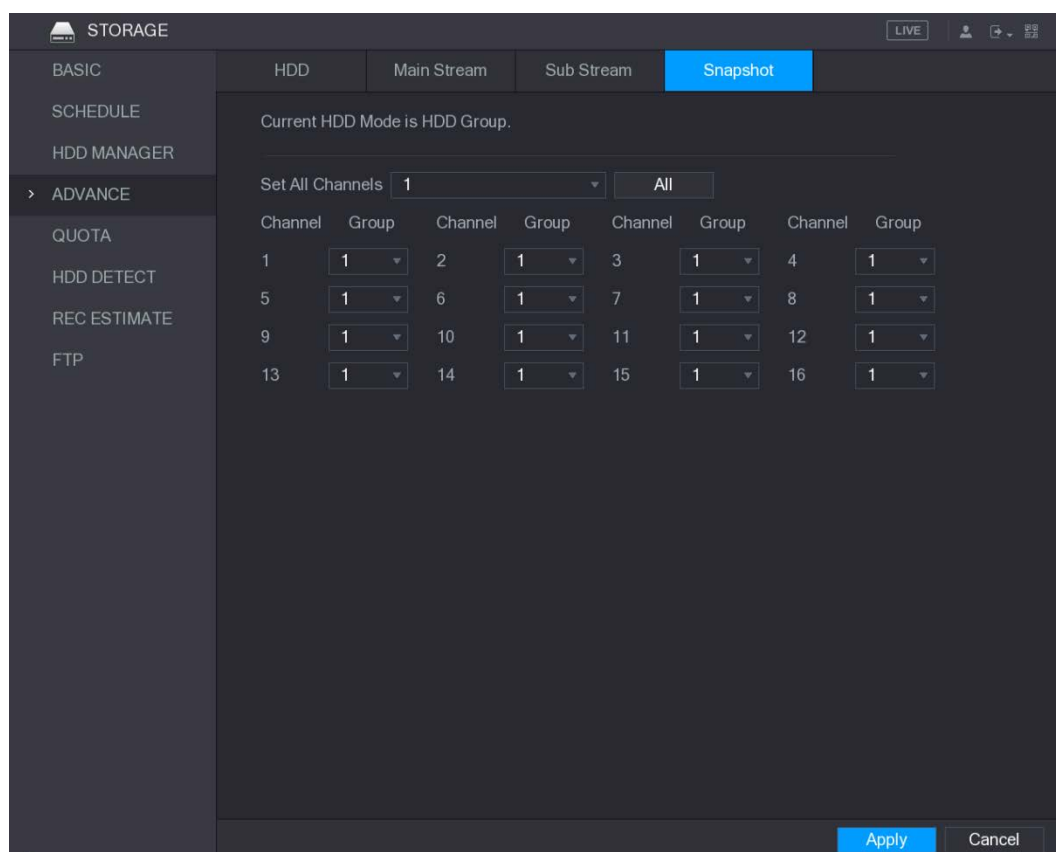 STORAGE
LIVE
BASIC
SCHEDULE
HDD MANAGER
> ADVANCE
QUOTA
HDD DETECT
REC ESTIMATE
FTP
HDD Main Stream Sub Stream Snapshot
Current HDD Mode is HDD Group.
Set All Channels 1 All
Channel Group Channel Group Channel Group Channel Group
1 1 2 1 3 1 4 1
5 1 6 1 7 1 8 1
9 1 10 1 11 1 12 1
13 1 14 1 15 1 16 1
Apply Cancel